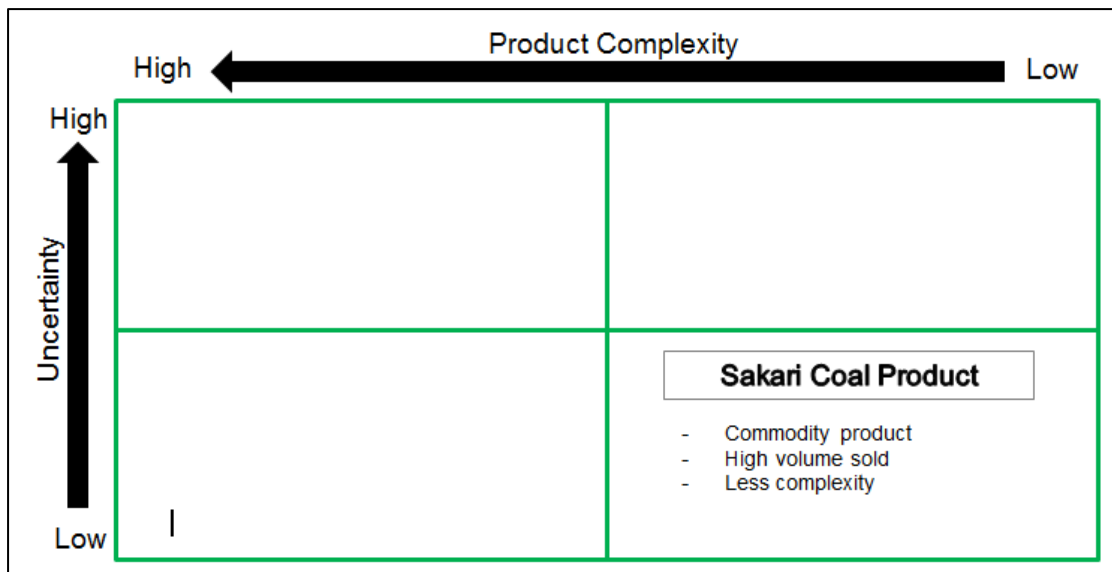 Product Complexity
High
Low
High
Uncertainty
Low
Sakari Coal Product
- Commodity product
- High volume sold
- Less complexity